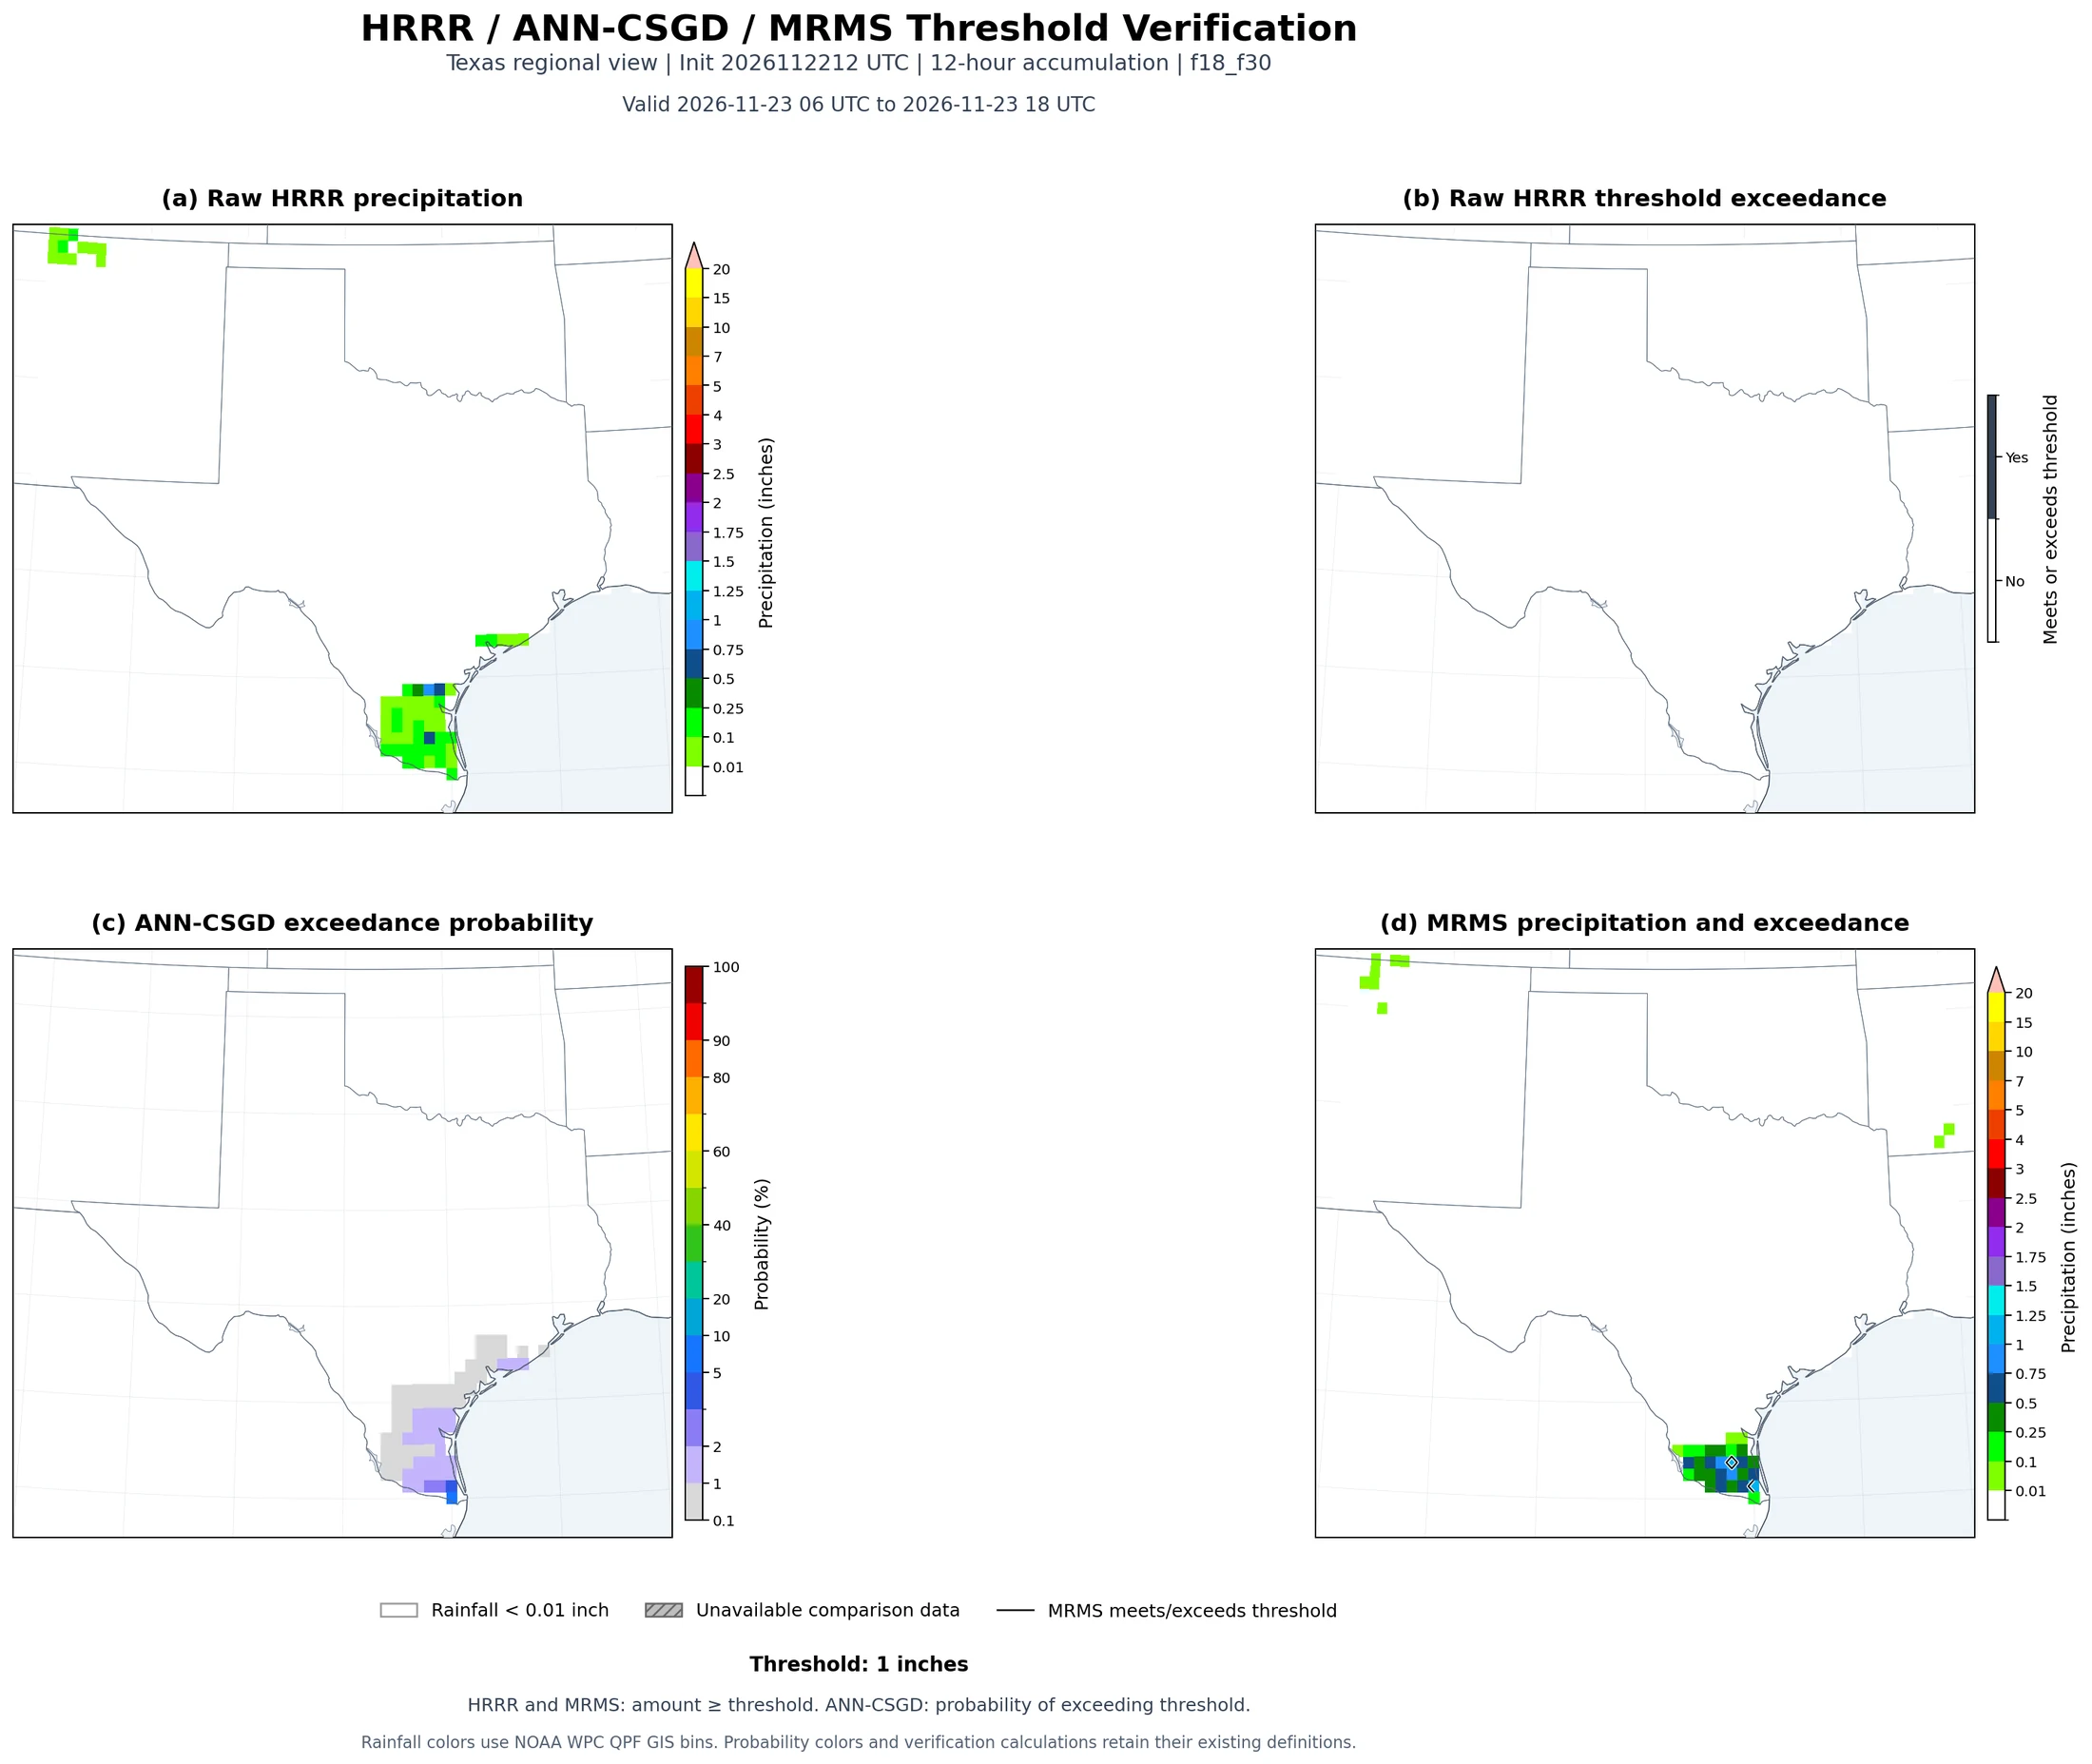 HRRR / ANN-CSGD / MRMS Threshold Verification
Texas regional view | Init 2026112212 UTC | 12-hour accumulation | f18_f30
Valid 2026-11-23 06 UTC to 2026-11-23 18 UTC
(a) Raw HRRR precipitation
20
15
10
7
5
4
3
2.5
2
1.75
1.5
1.25
1
0.75
0.5
0.25
0.1
0.01
Precipitation (inches)
(b) Raw HRRR threshold exceedance
Yes
No
Meets or exceeds threshold
(c) ANN-CSGD exceedance probability
100
90
80
60
40
20
10
5
2
1
0.1
Probability (%)
(d) MRMS precipitation and exceedance
20
15
10
7
5
4
3
2.5
2
1.75
1.5
1.25
1
0.75
0.5
0.25
0.1
0.01
Precipitation (inches)
Rainfall < 0.01 inch
Unavailable comparison data
MRMS meets/exceeds threshold
Threshold: 1 inches
HRRR and MRMS: amount ≥ threshold. ANN-CSGD: probability of exceeding threshold.
Rainfall colors use NOAA WPC QPF GIS bins. Probability colors and verification calculations retain their existing definitions.